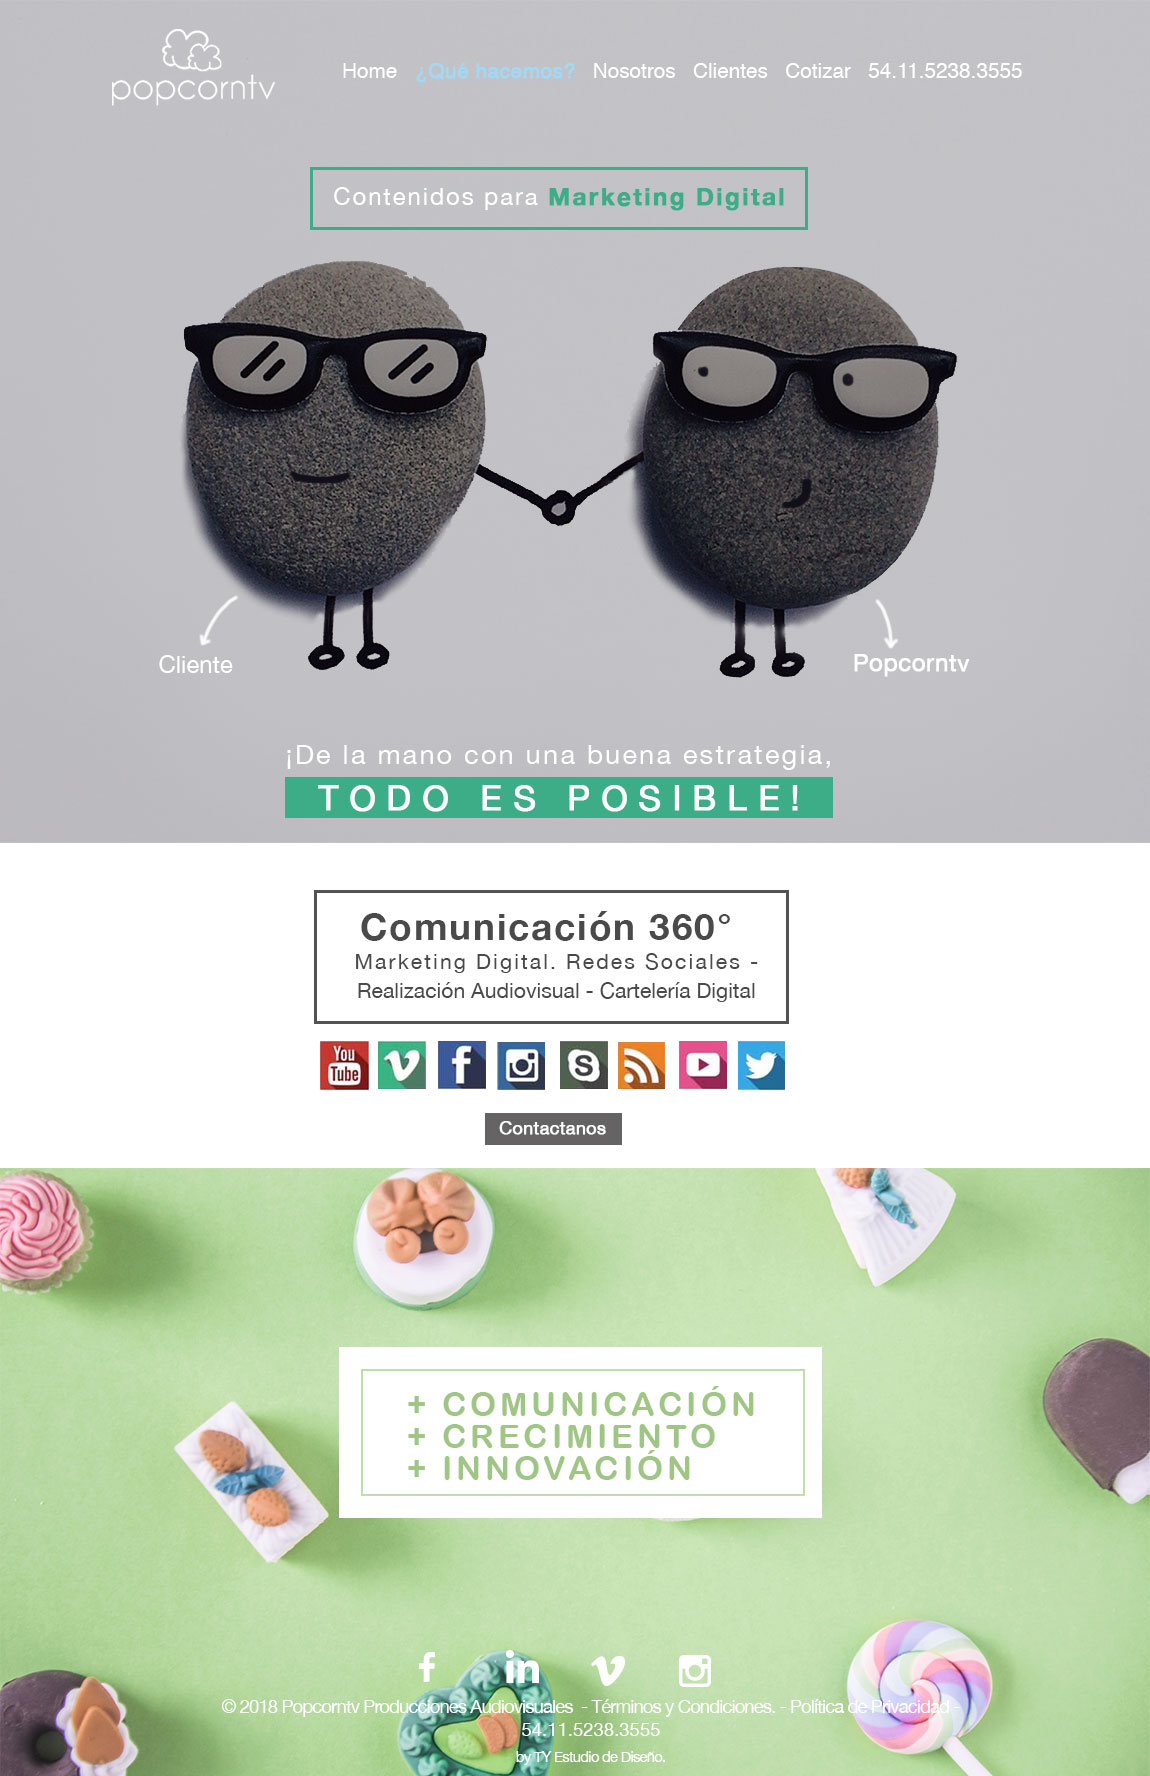 popcorntv
Home ¿Qué hacemos? Nosotros Clientes Cotizar 54.11.5238.3555
Contenidos para Marketing Digital
Cliente
Popcorntv
¡De la mano con una buena estrategia,
TODO ES POSIBLE!
Comunicación 360°
Marketing Digital. Redes Sociales -
Realización Audiovisual - Cartelería Digital
You
Tube
Contactanos
+ COMUNICACIÓN
+ CRECIMIENTO
+ INNOVACIÓN
in
© 2018 Popcorntv Producciones Audiovisuales - Términos y Condiciones. - Política de Privacidad -
54.11.5238.3555
by TY Estudio de Diseño.